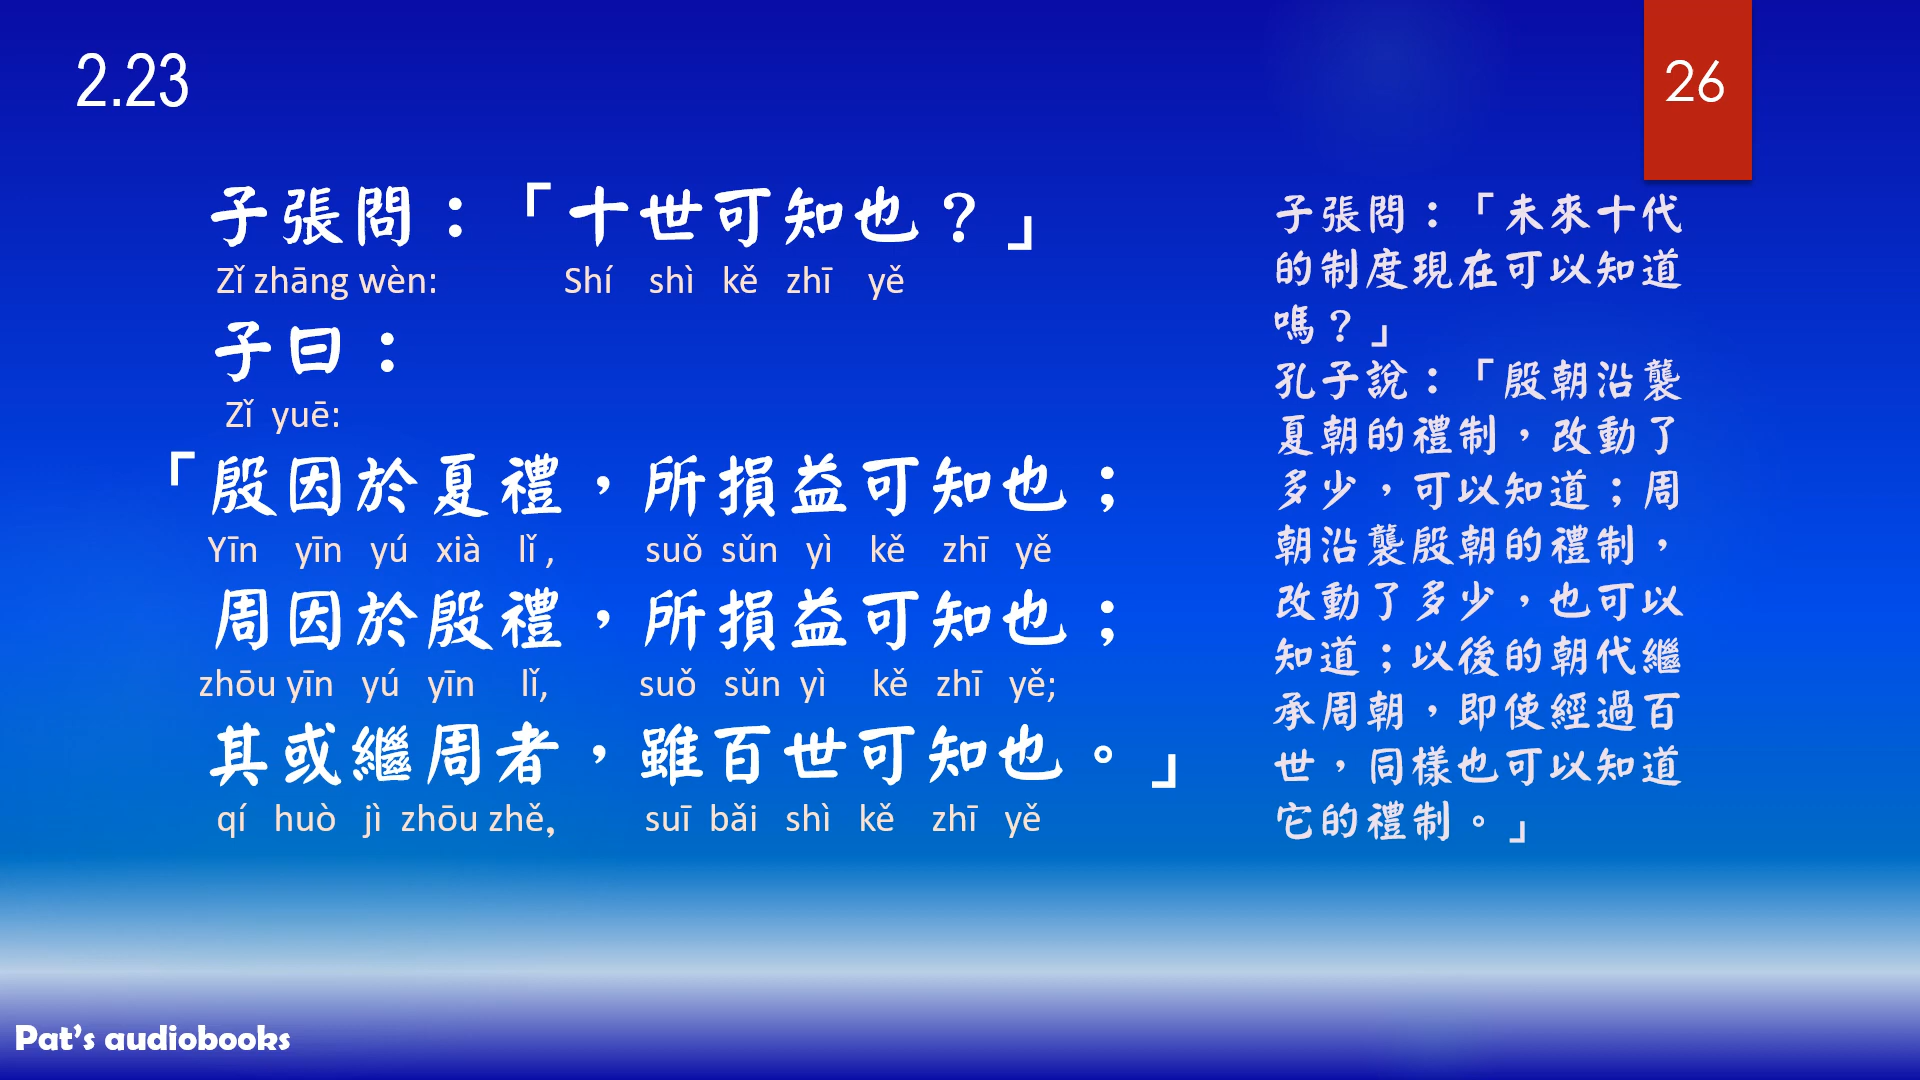 2.23
26
子張問：「十世可知也？」
Zǐ zhāng wèn: Shí shì kě zhī yě
子曰：
Zǐ yuē:
「殷因於夏禮，所損益可知也；
Yīn yīn yú xià lǐ , suǒ sǔn yì kě zhī yě
周因於殷禮，所損益可知也；
zhōu yīn yú yīn lǐ, suǒ sǔn yì kě zhī yě;
其或繼周者，雖百世可知也。」
qí huò jì zhōu zhě, suī bǎi shì kě zhī yě
子張問：「未來十代
的制度現在可以知道
嗎？」
孔子說：「殷朝沿襲
夏朝的禮制，改動了
多少，可以知道；周
朝沿襲殷朝的禮制，
改動了多少，也可以
知道；以後的朝代繼
承周朝，即使經過百
世，同樣也可以知道
它的禮制。」
Pat's audiobooks